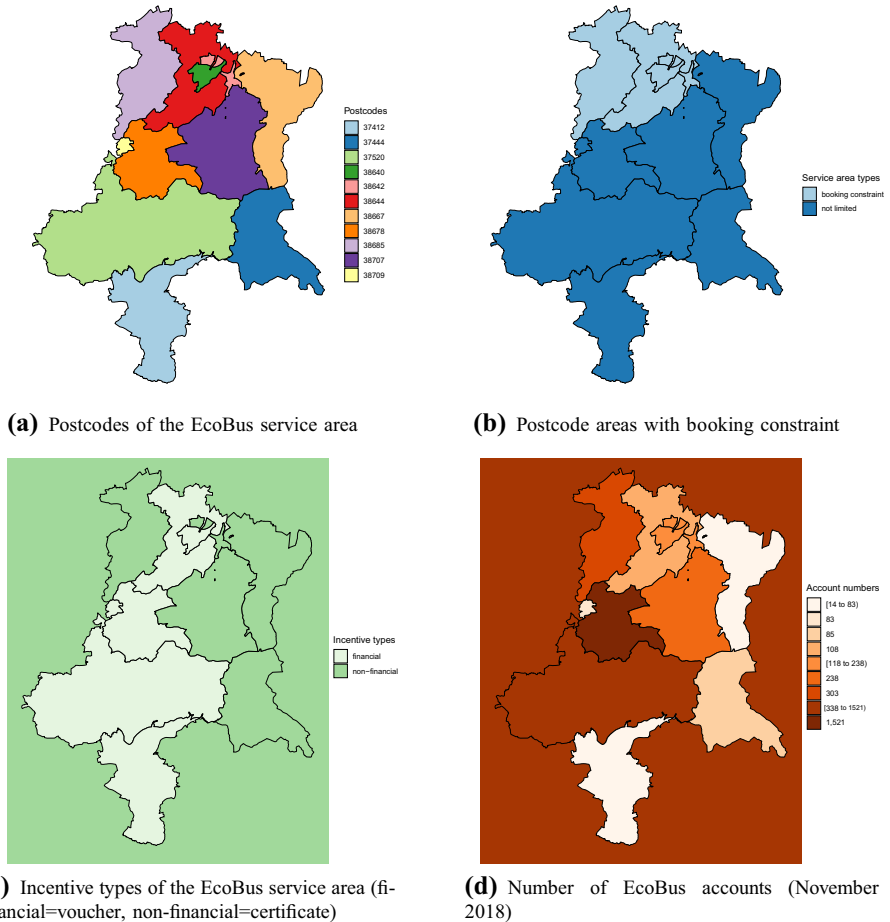 Postcodes
37412
37444
37520
38640
38642
38644
38667
38678
38685
38707
38709
Service area types
booking constraint
not limited
(a) Postcodes of the EcoBus service area
(b) Postcode areas with booking constraint
Incentive types
financial
non−financial
Account numbers
[14 to 83)
83
85
108
[118 to 238)
238
303
[338 to 1521)
1,521
) Incentive types of the EcoBus service area (fi-
ancial=voucher, non-financial=certificate)
(d) Number of EcoBus accounts (November
2018)